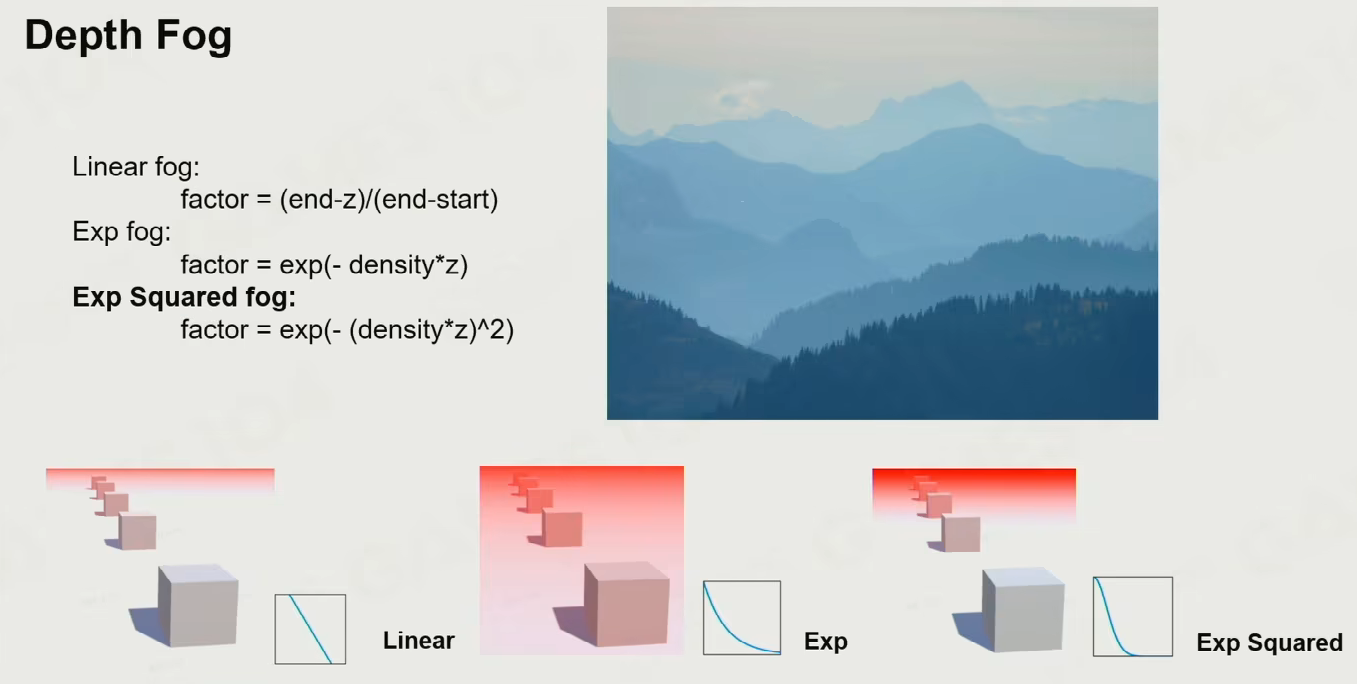 Depth Fog
Linear fog:
factor = (end-z)/(end-start)
Exp fog:
factor = exp(- density*z)
Exp Squared fog:
factor = exp(- (density*z)^2)
Linear
Exp
Exp Squared